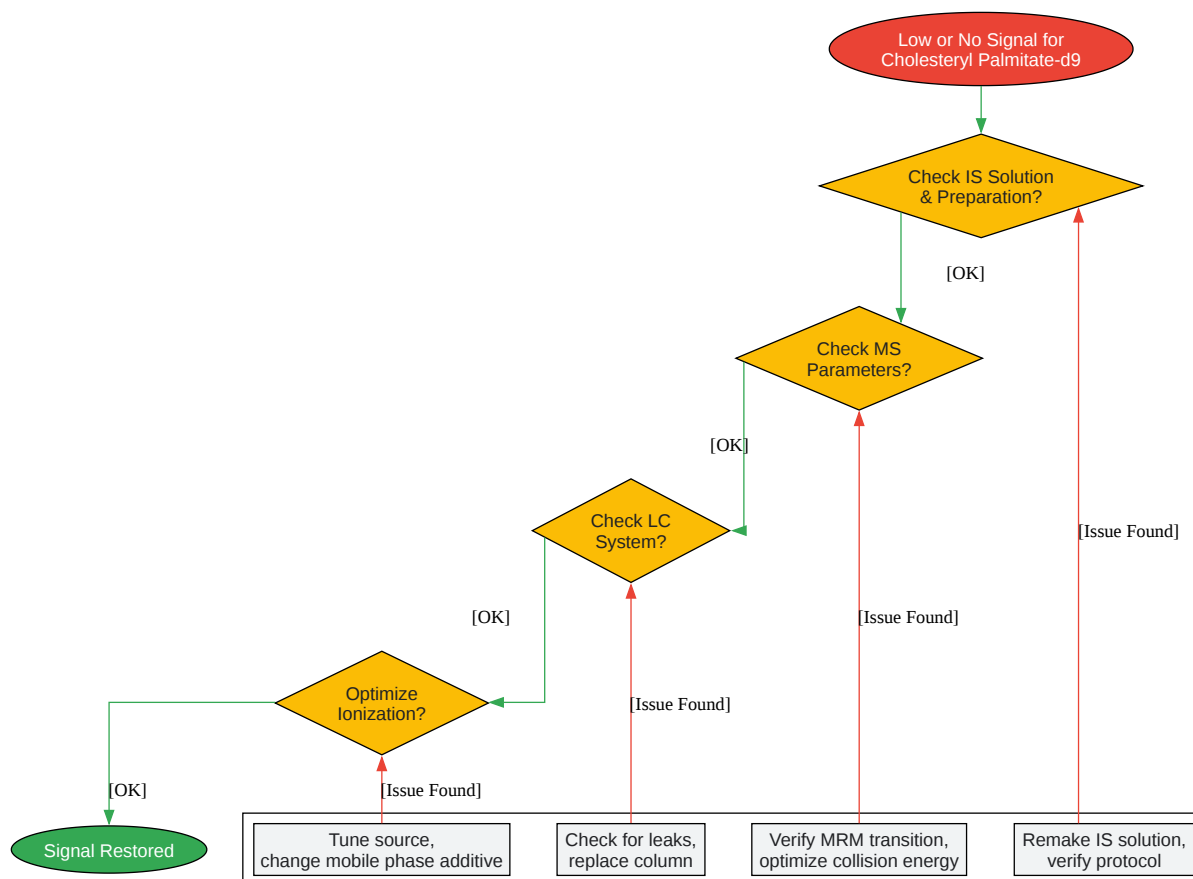 Low or No Signal for
Cholesteryl Palmitate-d9
Check IS Solution
& Preparation?
[OK]
Check MS
Parameters?
[OK]
Check LC
System?
[Issue Found]
[OK]
[Issue Found]
Optimize
Ionization?
[Issue Found]
[OK]
[Issue Found]
Signal Restored
Tune source,
change mobile phase additive
Check for leaks,
replace column
Verify MRM transition,
optimize collision energy
Remake IS solution,
verify protocol